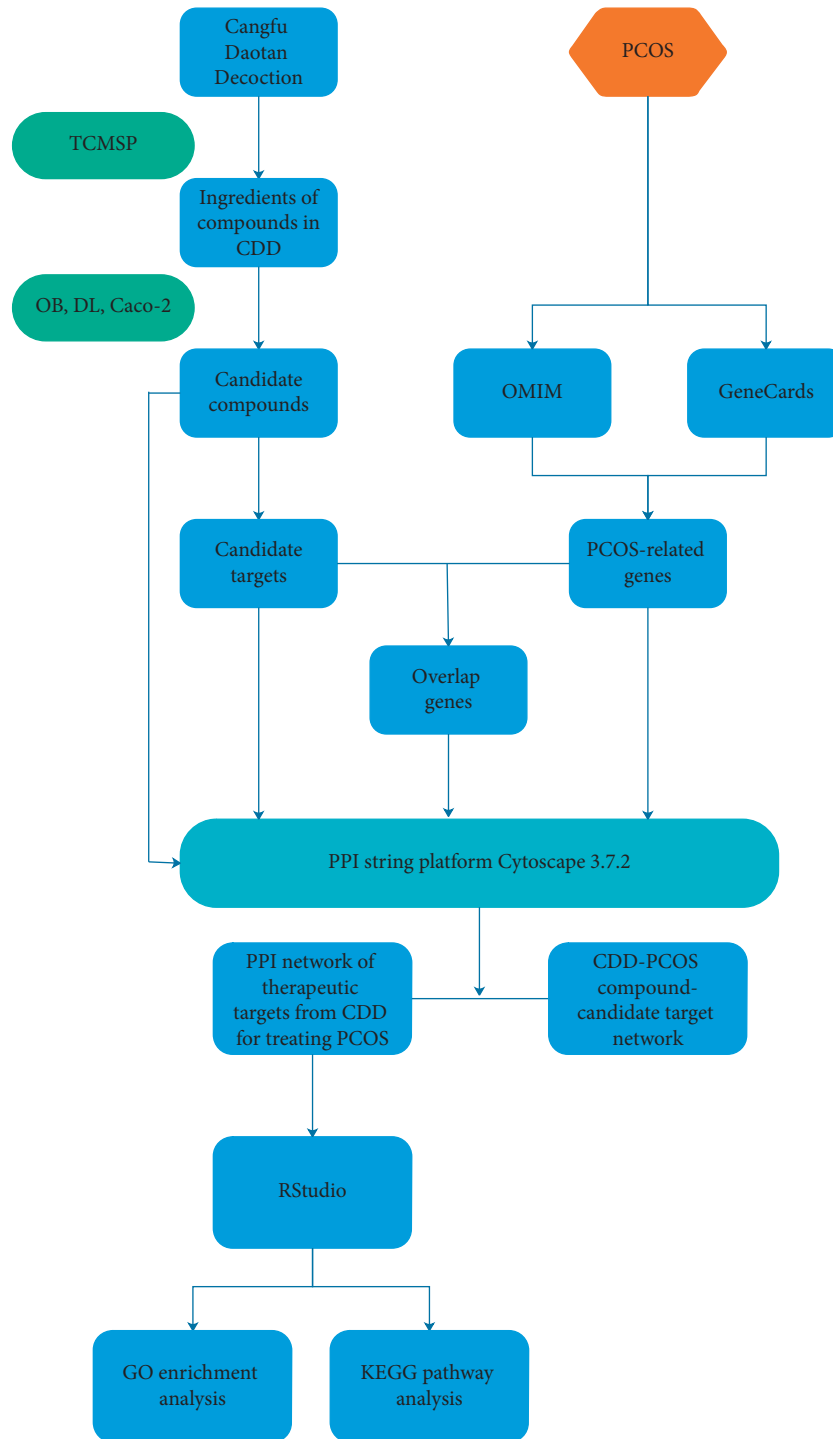 Cangfu
Daotan
Decoction
PCOS
TCMSP
Ingredients of
compounds in
CDD
OB, DL, Caco-2
Candidate
compounds
OMIM
GeneCards
Candidate
targets
PCOS-related
genes
Overlap
genes
PPI string platform Cytoscape 3.7.2
PPI network of
therapeutic
targets from CDD
for treating PCOS
CDD-PCOS
compound-
candidate target
network
RStudio
GO enrichment
analysis
KEGG pathway
analysis